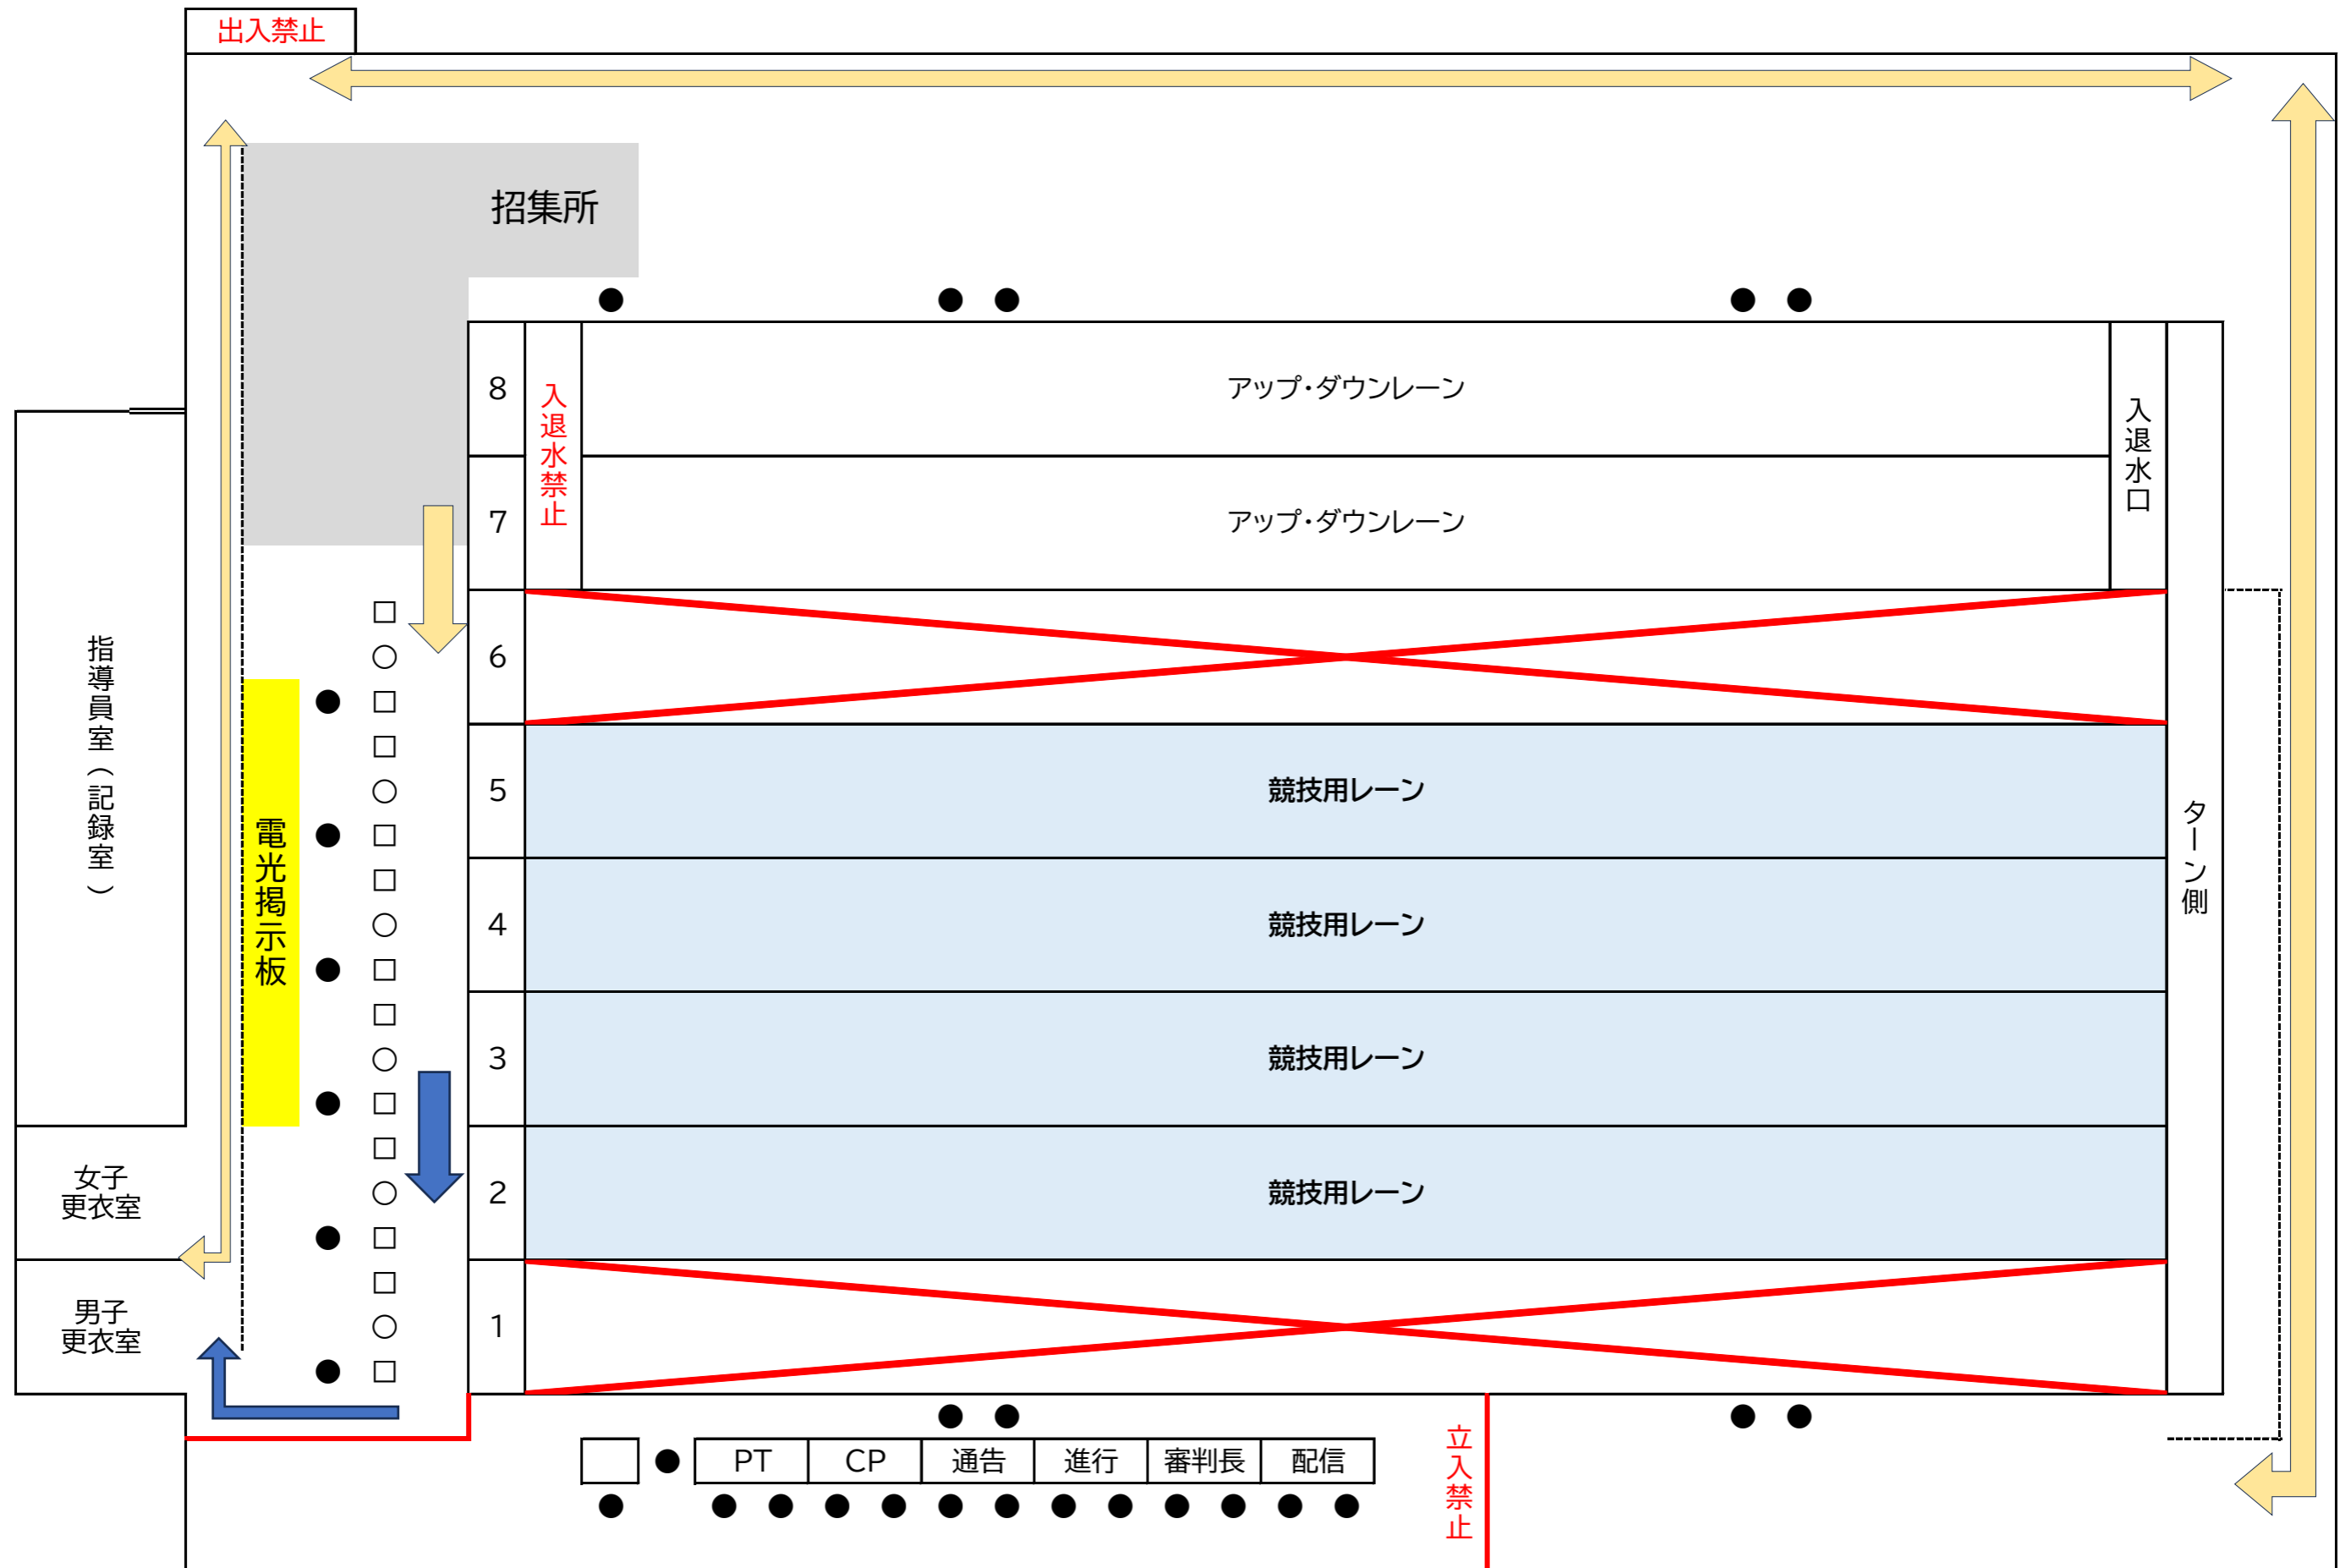 出入禁止
招集所
8
入退水禁止
アップ・ダウンレーン
入退水口
7
アップ・ダウンレーン
指導員室（記録室）
6
電光掲示板
5
競技用レーン
ターン側
4
競技用レーン
3
競技用レーン
女子
更衣室
2
競技用レーン
男子
更衣室
1
PT
CP
通告
進行
審判長
配信
立入禁止